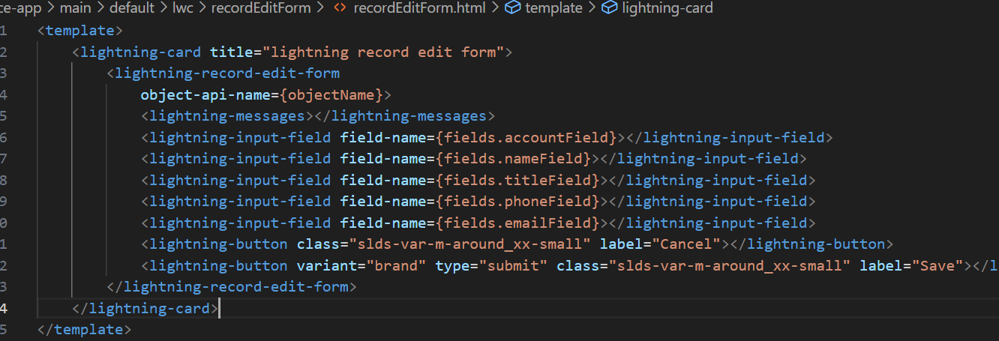 ce-app > main > default > lwc > recordEditForm > <> recordEditForm.html > template > lightning-card
1 <template>
2 <lightning-card title="lightning record edit form">
3 <lightning-record-edit-form
4 object-api-name={objectName}>
5 <lightning-messages></lightning-messages>
6 <lightning-input-field field-name={fields.accountField}></lightning-input-field>
7 <lightning-input-field field-name={fields.nameField}></lightning-input-field>
8 <lightning-input-field field-name={fields.titleField}></lightning-input-field>
9 <lightning-input-field field-name={fields.phoneField}></lightning-input-field>
0 <lightning-input-field field-name={fields.emailField}></lightning-input-field>
1 <lightning-button class="slds-var-m-around_xx-small" label="Cancel"></lightning-button>
2 <lightning-button variant="brand" type="submit" class="slds-var-m-around_xx-small" label="Save"></l
3 </lightning-record-edit-form>
4 </lightning-card>
5 </template>